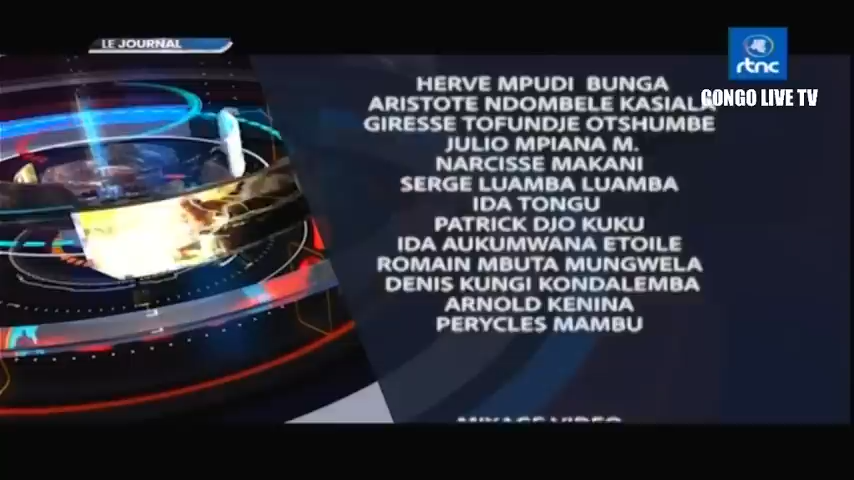 LE JOURNAL
rtnc
CONGO LIVE TV
HERVE MPUDI BUNGA
ARISTOTE NDOMBELE KASIALA
GIRESSE TOFUNDJE OTSHUMBE
JULIO MPIANA M.
NARCISSE MAKANI
SERGE LUAMBA LUAMBA
IDA TONGU
PATRICK DJO KUKU
IDA AUKUMWANA ETOILE
ROMAIN MBUTA MUNGWELA
DENIS KUNGI KONDALEMBA
ARNOLD KENINA
PERYCLES MAMBU
MIXAGE VIDEO